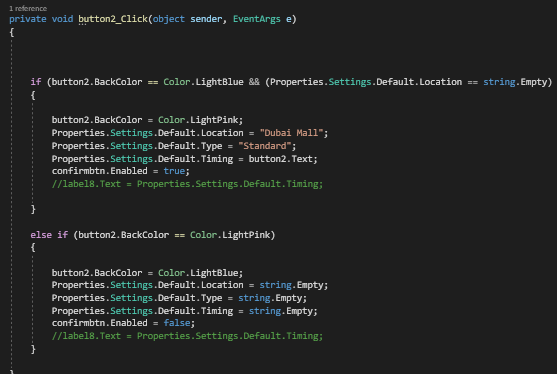 1 reference
private void button2_Click(object sender, EventArgs e)
{
if (button2.BackColor == Color.LightBlue && (Properties.Settings.Default.Location == string.Empty)
{
button2.BackColor = Color.LightPink;
Properties.Settings.Default.Location = "Dubai Mall";
Properties.Settings.Default.Type = "Standard";
Properties.Settings.Default.Timing = button2.Text;
confirmbtn.Enabled = true;
//label8.Text = Properties.Settings.Default.Timing;
}
else if (button2.BackColor == Color.LightPink)
{
button2.BackColor = Color.LightBlue;
Properties.Settings.Default.Location = string.Empty;
Properties.Settings.Default.Type = string.Empty;
Properties.Settings.Default.Timing = string.Empty;
confirmbtn.Enabled = false;
//label8.Text = Properties.Settings.Default.Timing;
}
}